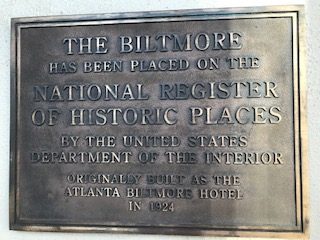 THE BILTMORE
HAS BEEN PLACED ON THE
NATIONAL REGISTER
OF HISTORIC PLACES
BY THE UNITED STATES
DEPARTMENT OF THE INTERIOR
ORIGINALLY BUILT AS THE
ATLANTA BILTMORE HOTEL
IN 1924